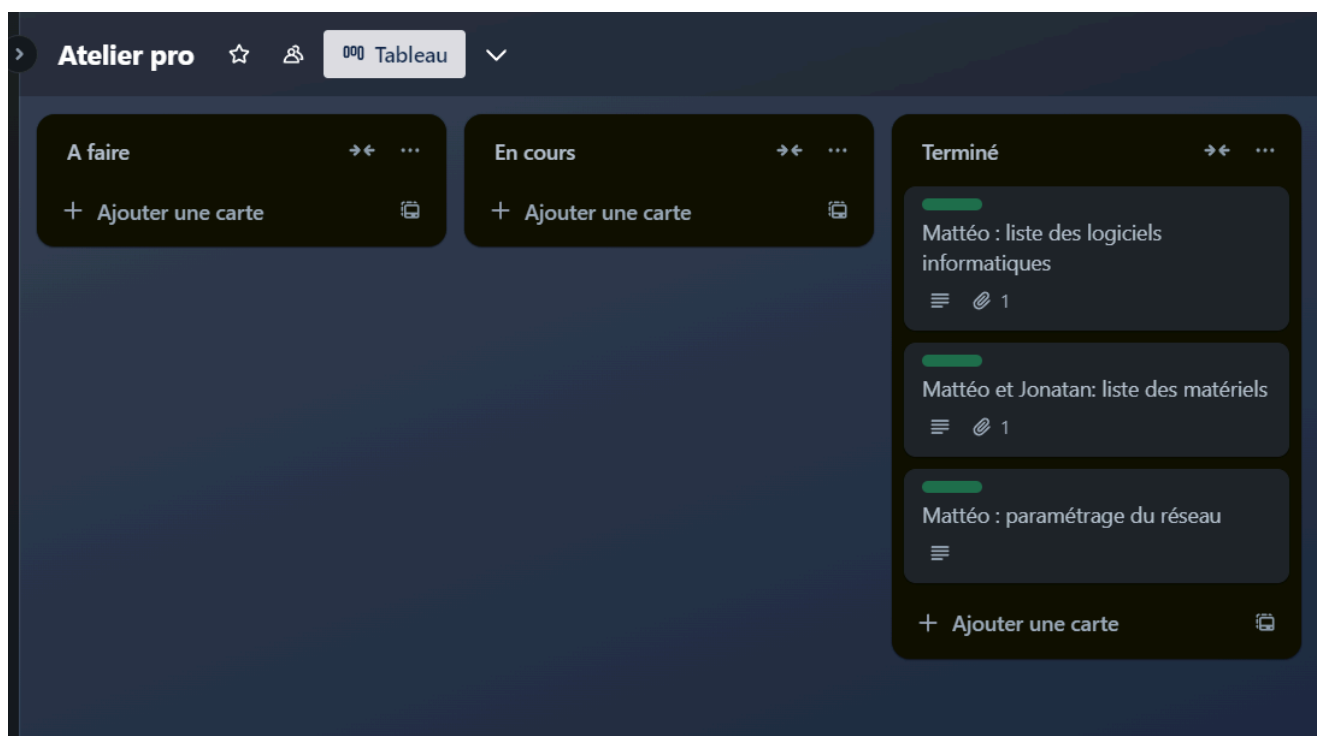 Atelier pro
Tableau
A faire
Ajouter une carte
En cours
Ajouter une carte
Terminé
Mattéo : liste des logiciels
informatiques
1
Mattéo et Jonatan: liste des matériels
1
Mattéo : paramétrage du réseau
Ajouter une carte